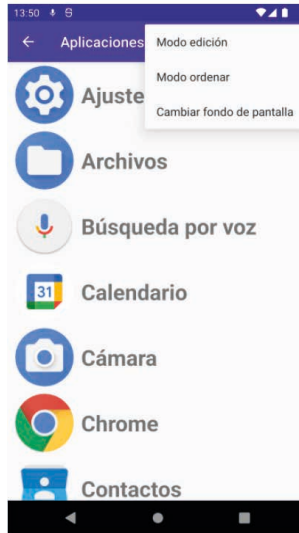 13:50
Aplicaciones
Modo edición
Modo ordenar
Cambiar fondo de pantalla
Ajuste
Archivos
Búsqueda por voz
31
Calendario
Cámara
Chrome
Contactos